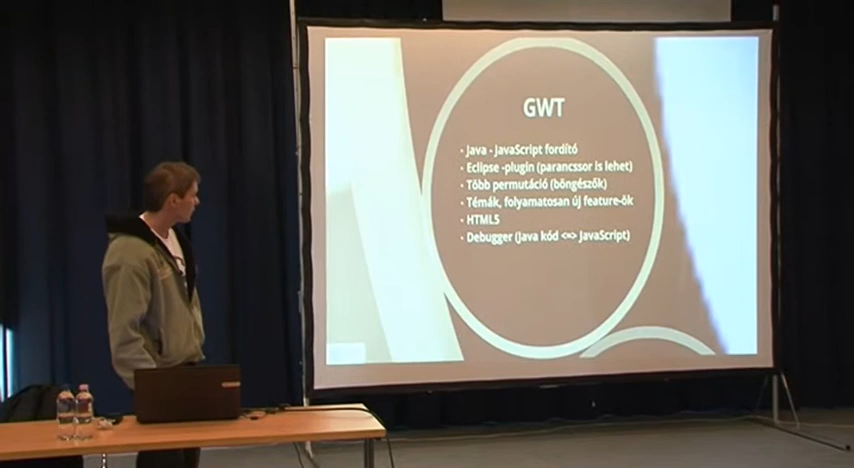 GWT
· Java - JavaScript fordító
· Eclipse -plugin (parancssor is lehet)
· Több permutáció (böngészők)
· Témák, folyamatosan új feature-ök
· HTML5
· Debugger (Java kód <=> JavaScript)